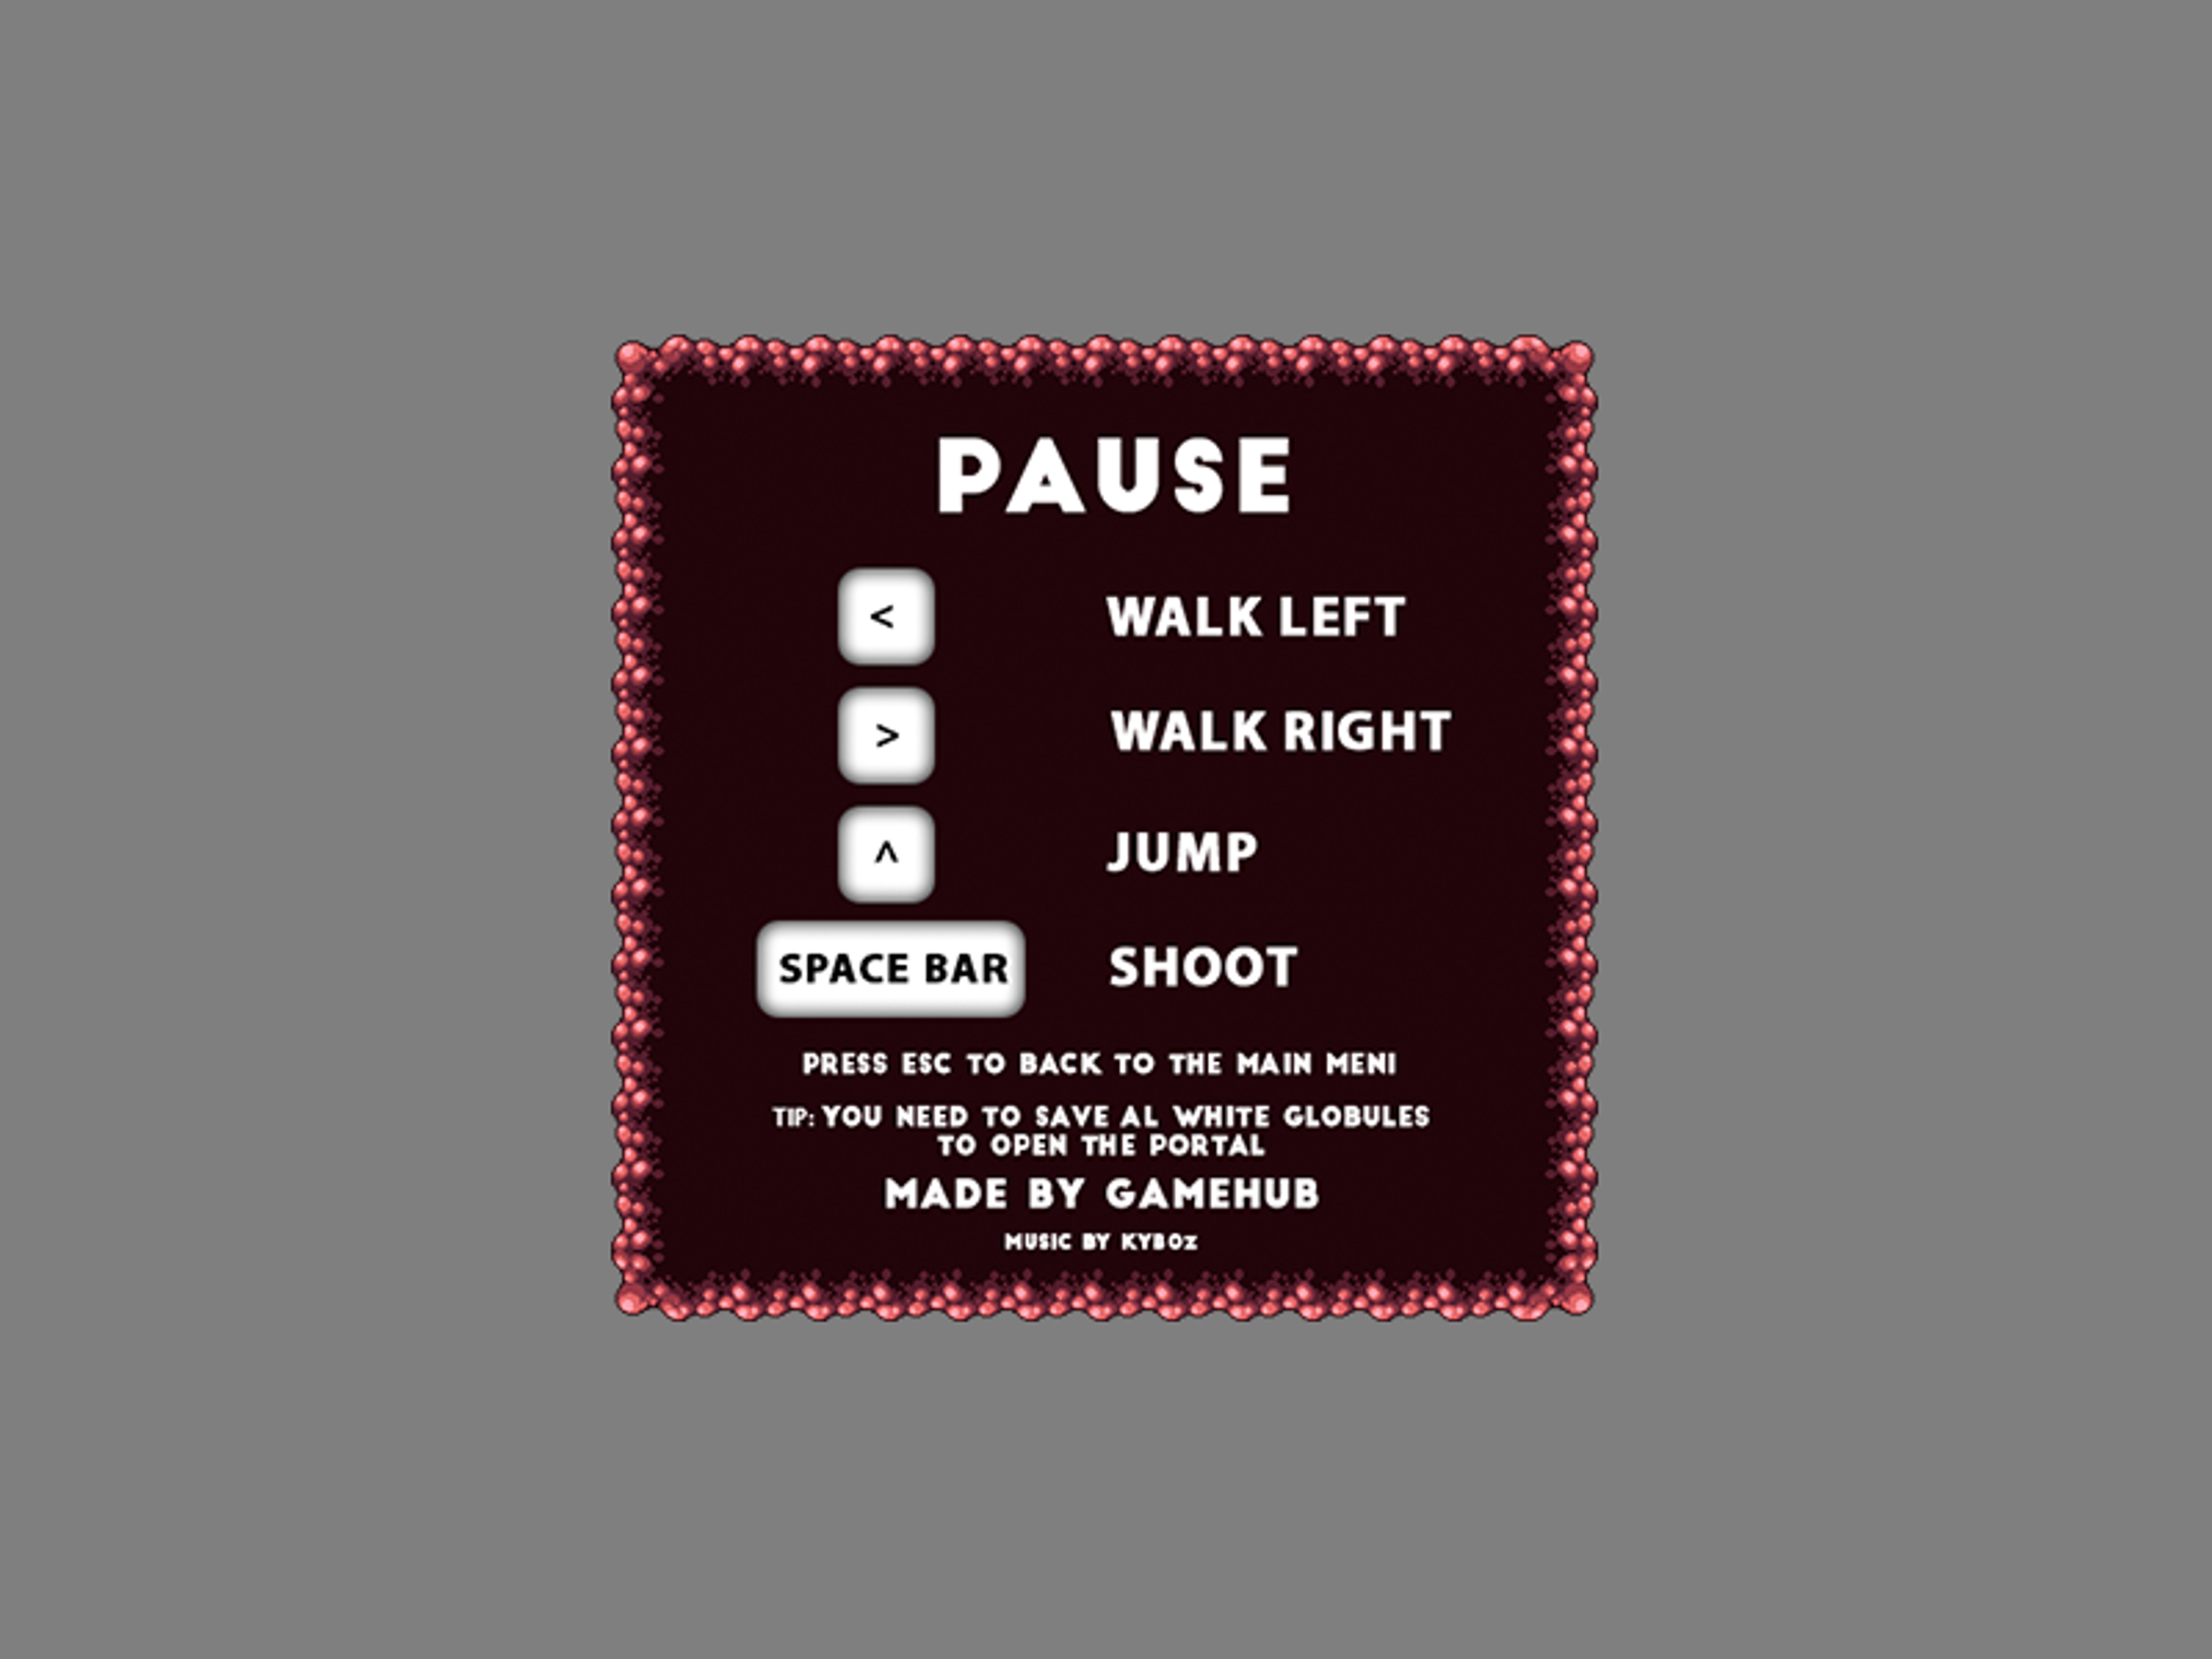 PAUSE
< WALK LEFT
> WALK RIGHT
^ JUMP
SPACE BAR SHOOT
PRESS ESC TO BACK TO THE MAIN MENI
TIP: YOU NEED TO SAVE AL WHITE GLOBULES
TO OPEN THE PORTAL
MADE BY GAMEHUB
MUSIC BY KYBOZ